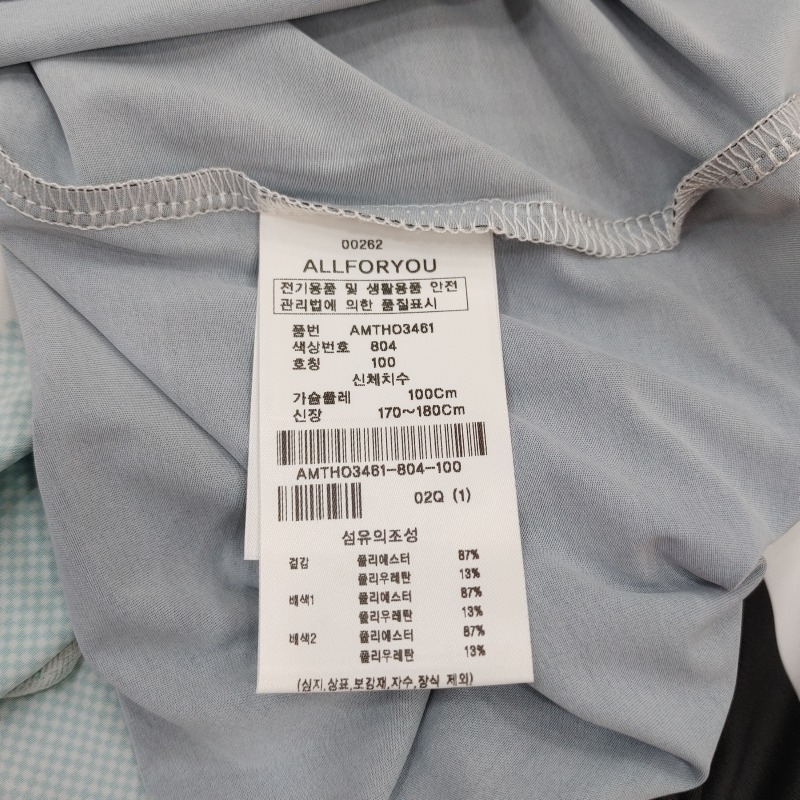 00262
ALLFORYOU
전기용품 및 생활용품 안전
관리법에 의한 품질표시
품번 AMTHO3461
색상번호 804
호칭 100
신체치수
가슴둘레 100Cm
신장 170~180Cm
AMTHO3461-804-100
02Q (1)
섬유의조성
겉감 폴리에스터 87%
폴리우레탄 13%
배색1 폴리에스터 87%
폴리우레탄 13%
배색2 폴리에스터 87%
폴리우레탄 13%
(심지,상표,보강재,자수,장식 제외)